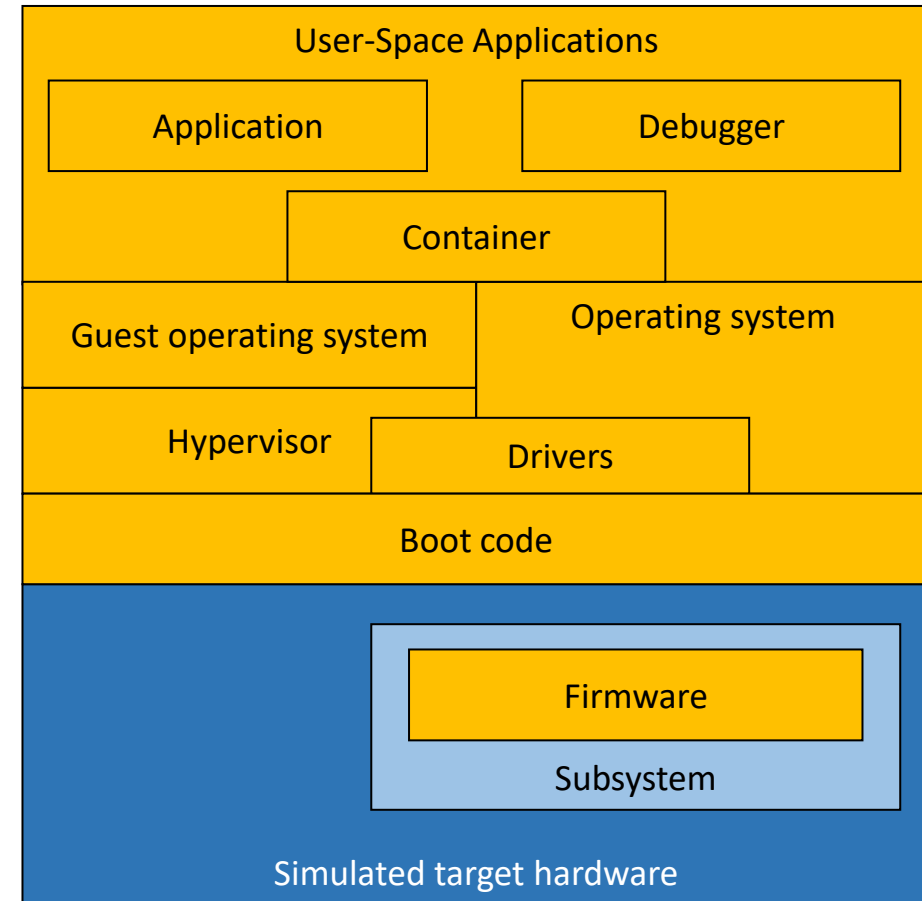 User-Space Applications
Application
Debugger
Container
Guest operating system
Operating system
Hypervisor
Drivers
Boot code
Firmware
Subsystem
Simulated target hardware